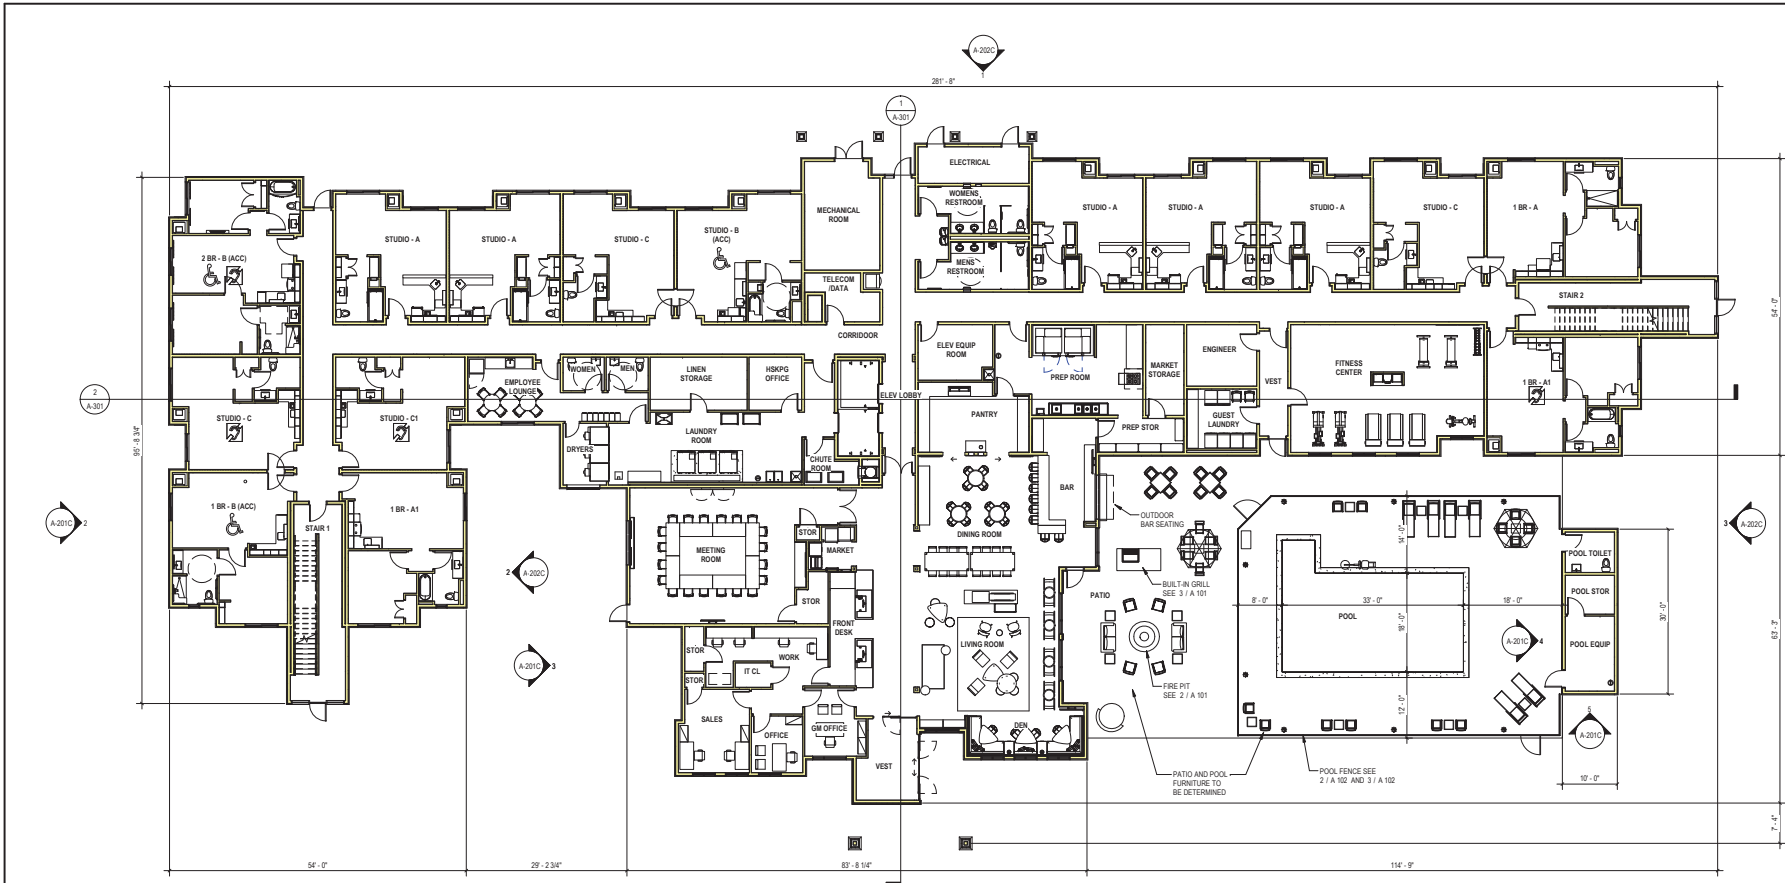 A-202C
1
281' - 8"
1
A-301
ELECTRICAL
WOMENS
RESTROOM
MECHANICAL
ROOM
STUDIO - A
STUDIO - A
STUDIO - A
STUDIO - C
1 BR - A
STUDIO - A
STUDIO - A
STUDIO - C
STUDIO - B
(ACC)
2 BR - B (ACC)
MENS
RESTROOM
TELECOM
/DATA
STAIR 2
54' - 0"
CORRIDOOR
ELEV EQUIP
ROOM
PREP ROOM
MARKET
STORAGE
ENGINEER
VEST
FITNESS
CENTER
1 BR - A1
WOMEN
MEN
LINEN
STORAGE
HSKPG
OFFICE
EMPLOYEE
LOUNGE
ELEV LOBBY
2
A-301
STUDIO - C
STUDIO - C1
PANTRY
PREP STOR
GUEST
LAUNDRY
LAUNDRY
ROOM
DRYERS
CHUTE
ROOM
95' - 8 3/4"
1 BR - B (ACC)
1 BR - A1
STAIR 1
BAR
OUTDOOR
BAR SEATING
DINING ROOM
MEETING
ROOM
STOR
MARKET
A-201C
2
2
A-202C
3
A-202C
14' - 0"
POOL TOILET
BUILT-IN GRILL
SEE 3 / A 101
PATIO
STOR
FRONT
DESK
8' - 0"
33' - 0"
18' - 0"
POOL
18' - 0"
POOL STOR
30' - 0"
63' - 3"
A-201C
4
POOL EQUIP
LIVING ROOM
WORK
STOR
IT CL
STOR
A-201C
3
FIRE PIT
SEE 2 / A 101
12' - 0"
SALES
OFFICE
GM OFFICE
DEN
5
A-201C
VEST
PATIO AND POOL
FURNITURE TO
BE DETERMINED
POOL FENCE SEE
2 / A 102 AND 3 / A 102
10' - 0"
7' - 4"
54' - 0"
29' - 2 3/4"
83' - 8 1/4"
114' - 9"